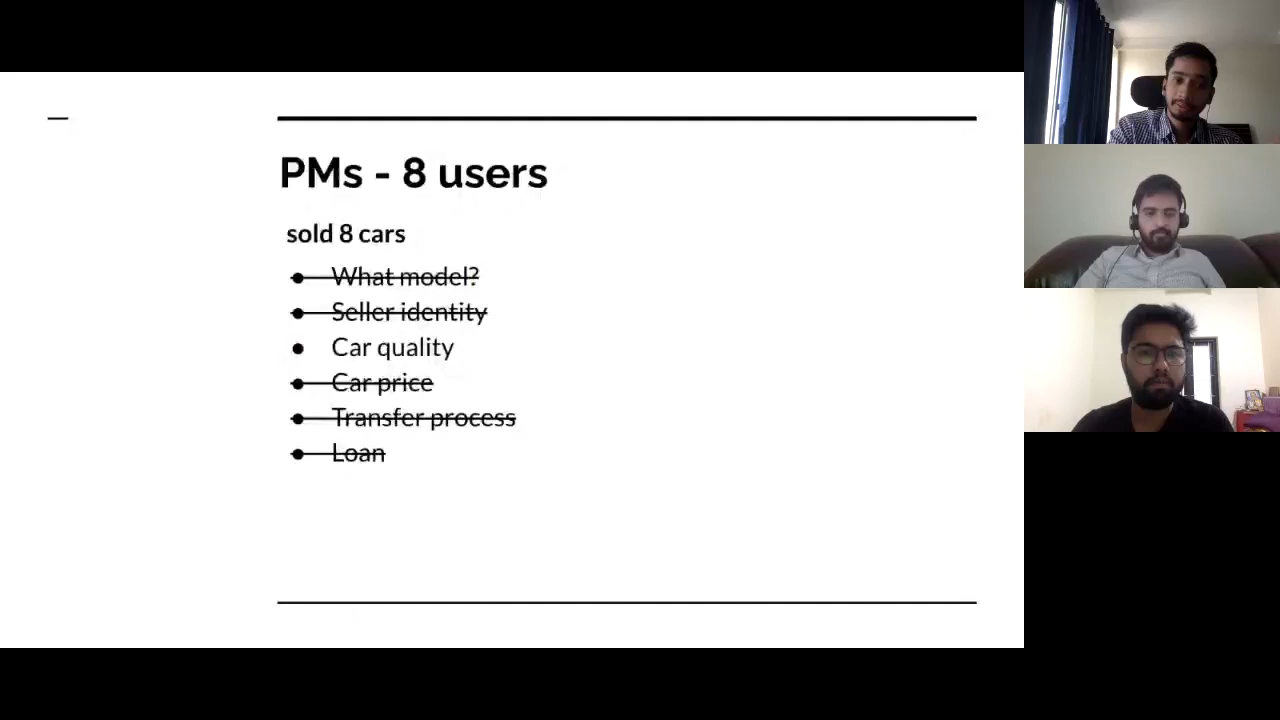 PMs - 8 users
sold 8 cars
What model?
Seller identity
Car quality
Car price
Transfer process
Loan